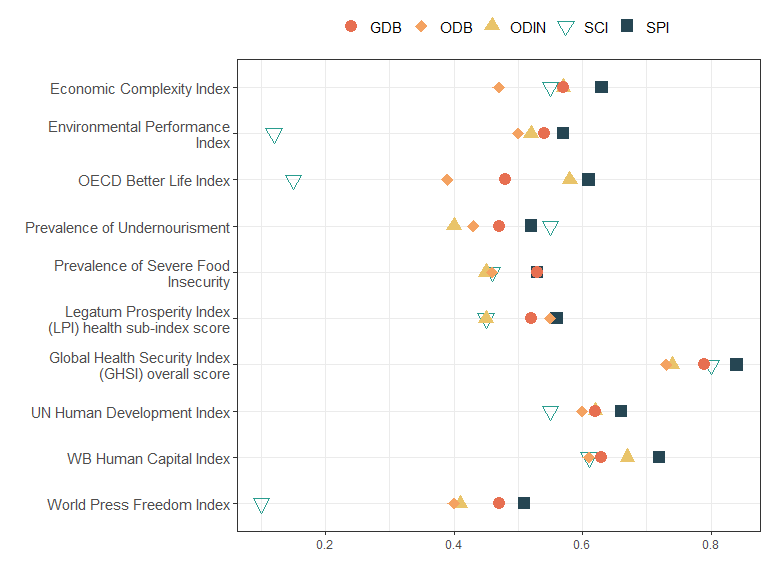 GDB ODB ODIN SCI SPI
Economic Complexity Index
Environmental Performance
Index
OECD Better Life Index
Prevalence of Undernourisment
Prevalence of Severe Food
Insecurity
Legatum Prosperity Index
(LPI) health sub-index score
Global Health Security Index
(GHSI) overall score
UN Human Development Index
WB Human Capital Index
World Press Freedom Index
0.2 0.4 0.6 0.8